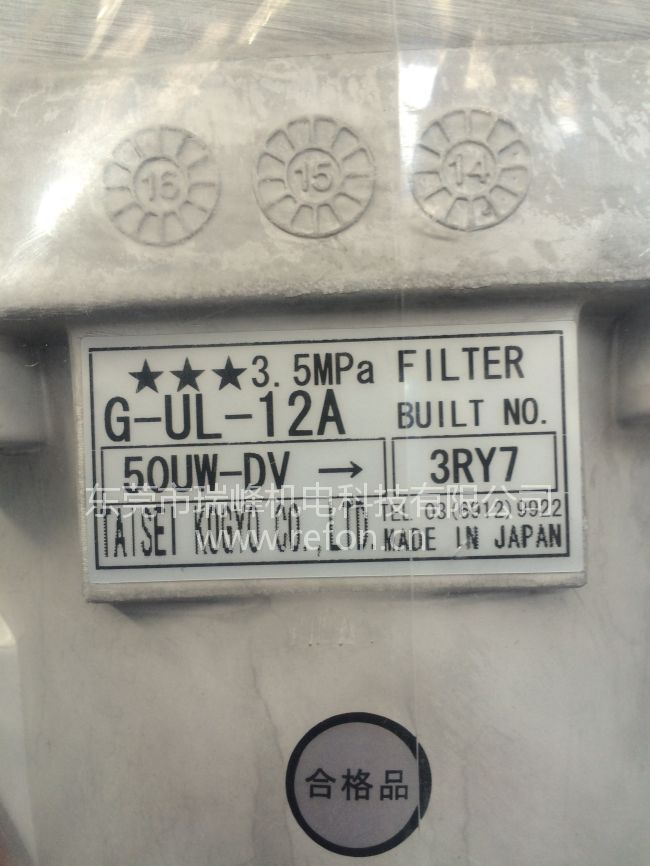 16 15 14
★★★3.5MPa FILTER
G-UL-12A BUILT NO.
50UW-DV → 3RY7
TAISEI KOGYO CO.,LTD. TEL 03(6912)9922
MADE IN JAPAN
东莞市瑞峰机电科技有限公司
www.refon.cn
合格品